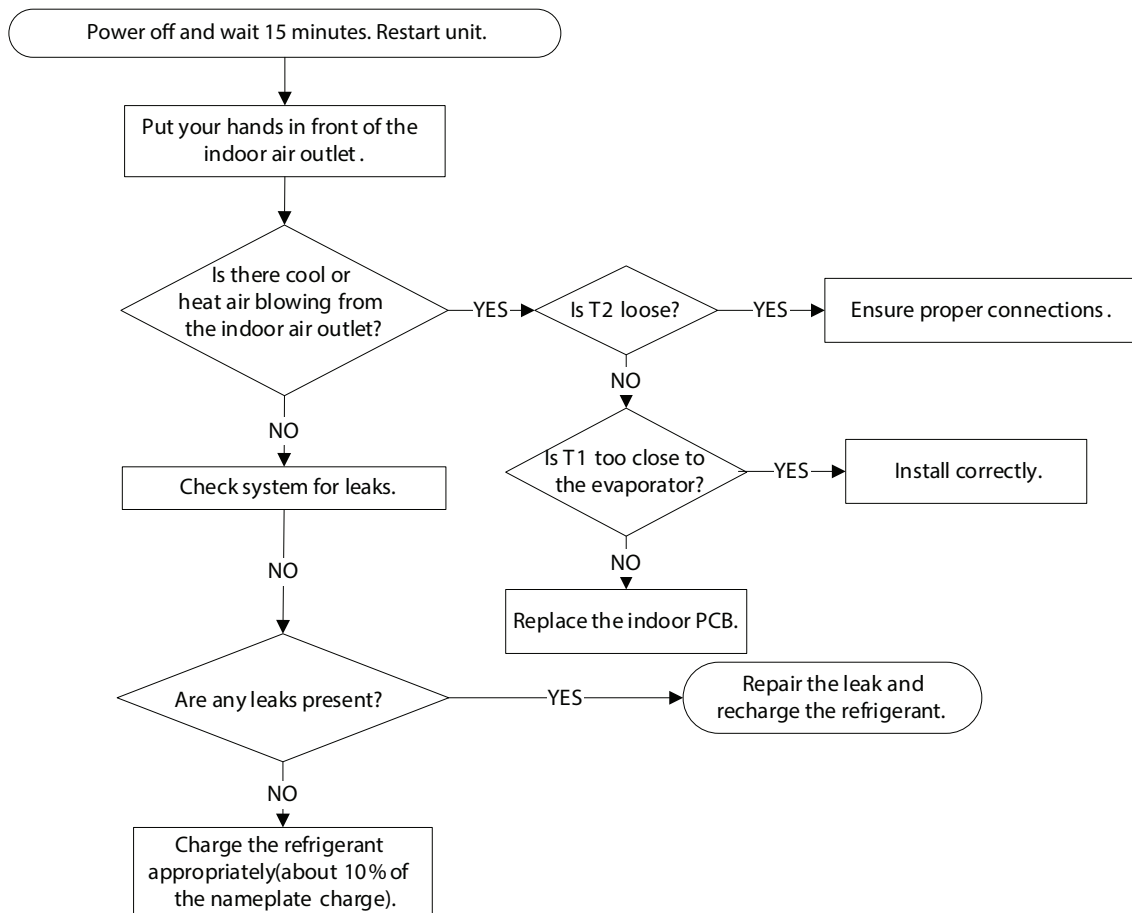 Power off and wait 15 minutes. Restart unit.
Put your hands in front of the
indoor air outlet .
Is there cool or
heat air blowing from
the indoor air outlet?
YES
Is T2 loose?
YES
Ensure proper connections .
NO
NO
Is T1 too close to
the evaporator?
YES
Install correctly.
Check system for leaks.
NO
NO
Replace the indoor PCB.
Are any leaks present?
YES
Repair the leak and
recharge the refrigerant.
NO
Charge the refrigerant
appropriately(about 10% of
the nameplate charge).